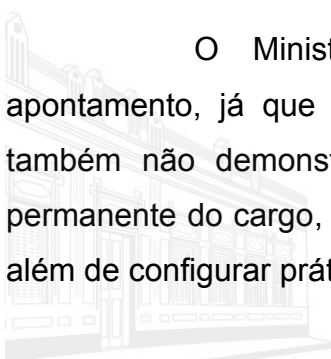 O Minist
apontamento, já que
também não demonst
permanente do cargo,
além de configurar prát